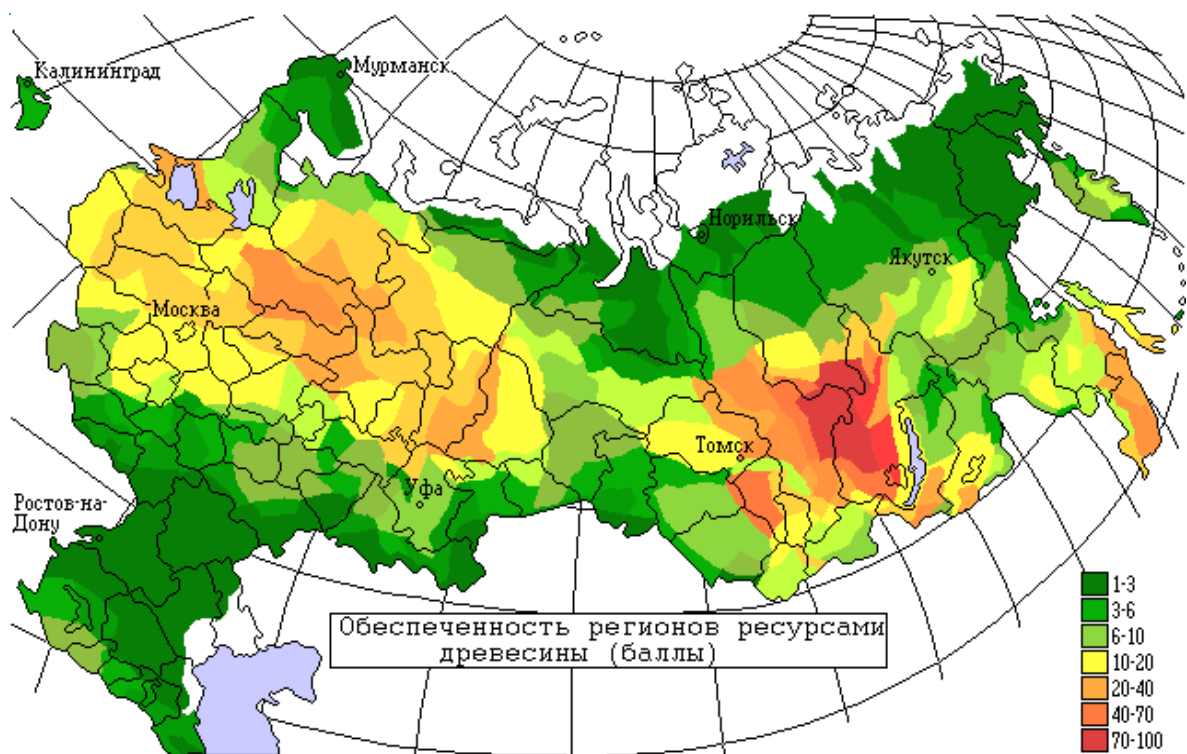 Калининград
Мурманск
Норильск
Якутск
Москва
Томск
Уфа
Ростов-на-
Дону
Обеспеченность регионов ресурсами
древесины (баллы)
1-3
3-6
6-10
10-20
20-40
40-70
70-100